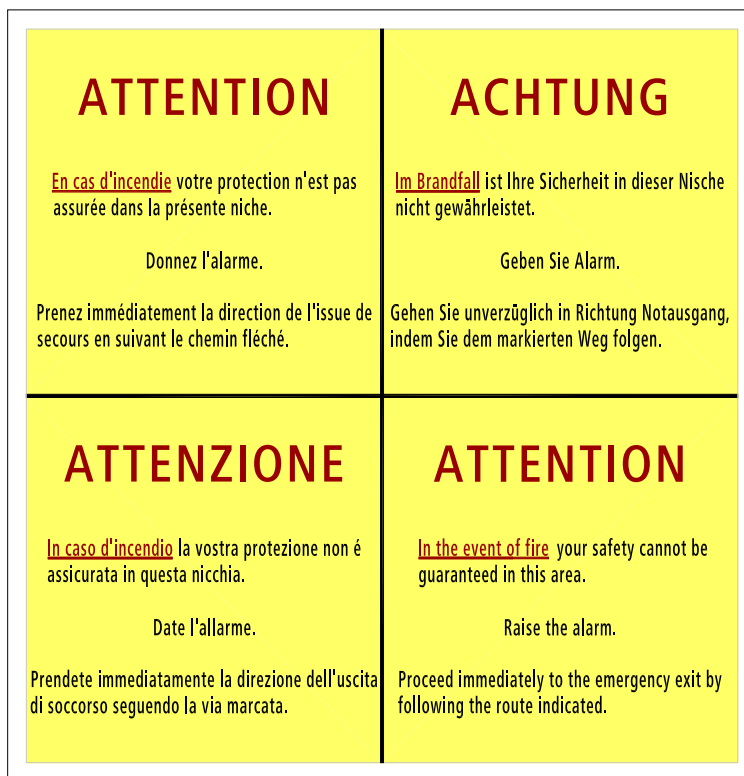 ATTENTION
En cas d'incendie votre protection n'est pas
assurée dans la présente niche.
Donnez l'alarme.
Prenez immédiatement la direction de l'issue de
secours en suivant le chemin fléché.
ACHTUNG
Im Brandfall ist Ihre Sicherheit in dieser Nische
nicht gewährleistet.
Geben Sie Alarm.
Gehen Sie unverzüglich in Richtung Notausgang,
indem Sie dem markierten Weg folgen.
ATTENZIONE
In caso d'incendio la vostra protezione non é
assicurata in questa nicchia.
Date l'allarme.
Prendete immediatamente la direzione dell'uscita
di soccorso seguendo la via marcata.
ATTENTION
In the event of fire your safety cannot be
guaranteed in this area.
Raise the alarm.
Proceed immediately to the emergency exit by
following the route indicated.